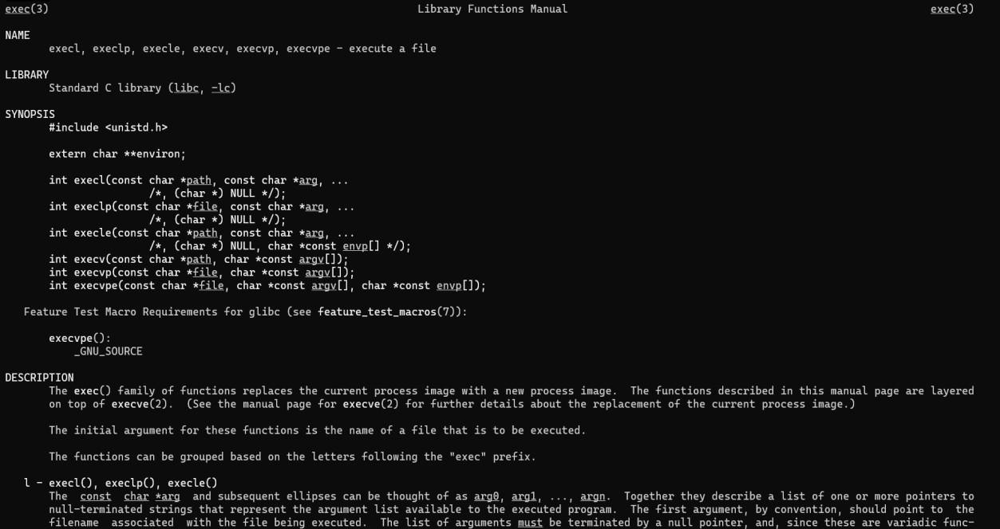 exec(3)                    Library Functions Manual                    exec(3)
NAME
execl, execlp, execle, execv, execvp, execvpe - execute a file
LIBRARY
Standard C library (libc, -lc)
SYNOPSIS
#include <unistd.h>
extern char **environ;
int execl(const char *path, const char *arg, ...
/*, (char *) NULL */);
int execlp(const char *file, const char *arg, ...
/*, (char *) NULL */);
int execle(const char *path, const char *arg, ...
/*, (char *) NULL, char *const envp[] */);
int execv(const char *path, char *const argv[]);
int execvp(const char *file, char *const argv[]);
int execvpe(const char *file, char *const argv[], char *const envp[]);
Feature Test Macro Requirements for glibc (see feature_test_macros(7)):
execvpe():
_GNU_SOURCE
DESCRIPTION
The exec() family of functions replaces the current process image with a new process image.  The functions described in this manual page are layered
on top of execve(2).  (See the manual page for execve(2) for further details about the replacement of the current process image.)
The initial argument for these functions is the name of a file that is to be executed.
The functions can be grouped based on the letters following the "exec" prefix.
l - execl(), execlp(), execle()
The  const  char *arg  and subsequent ellipses can be thought of as arg0, arg1, ..., argn.  Together they describe a list of one or more pointers to
null-terminated strings that represent the argument list available to the executed program.  The first argument, by convention, should point to  the
filename  associated  with the file being executed.  The list of arguments must be terminated by a null pointer, and, since these are variadic func-